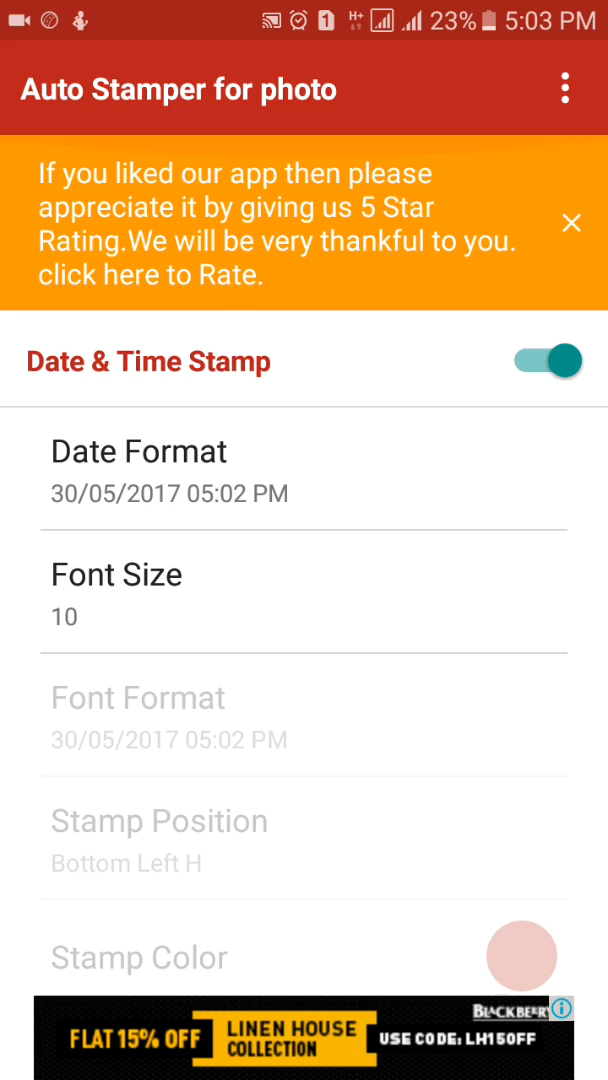 1 H+ 23% 5:03 PM
Auto Stamper for photo
If you liked our app then please
appreciate it by giving us 5 Star
Rating.We will be very thankful to you.
click here to Rate.
Date & Time Stamp
Date Format
30/05/2017 05:02 PM
Font Size
10
Font Format
30/05/2017 05:02 PM
Stamp Position
Bottom Left H
Stamp Color
BLACKBERRY
FLAT 15% OFF
LINEN HOUSE
COLLECTION
USE CODE: LH150FF